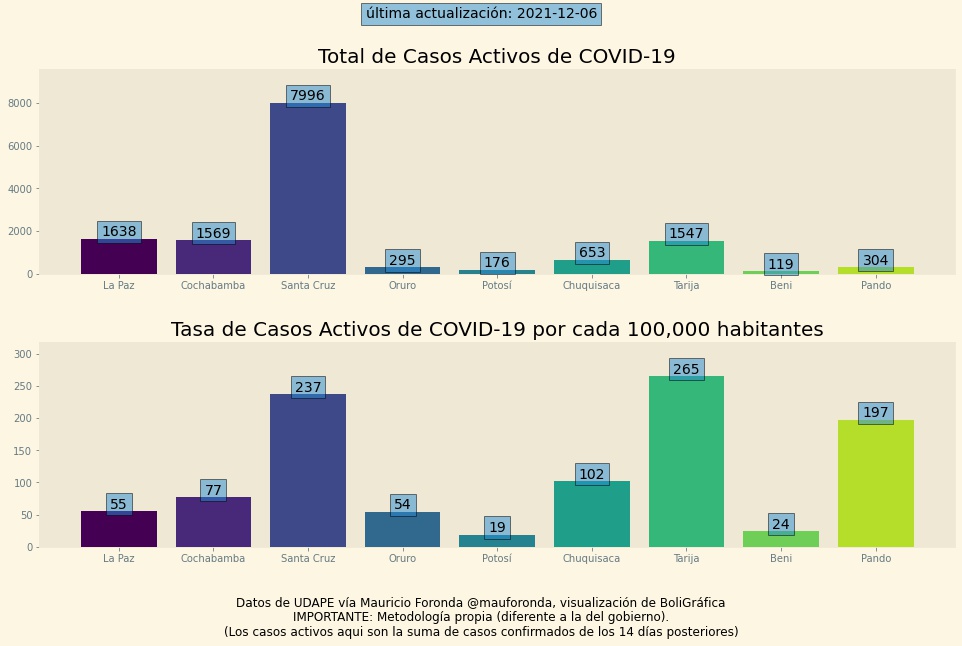 última actualización: 2021-12-06
Total de Casos Activos de COVID-19
8000
6000
4000
2000
0
1638
1569
7996
295
176
653
1547
119
304
La Paz
Cochabamba
Santa Cruz
Oruro
Potosí
Chuquisaca
Tarija
Beni
Pando
Tasa de Casos Activos de COVID-19 por cada 100,000 habitantes
300
250
200
150
100
50
0
55
77
237
54
19
102
265
24
197
La Paz
Cochabamba
Santa Cruz
Oruro
Potosí
Chuquisaca
Tarija
Beni
Pando
Datos de UDAPE vía Mauricio Foronda @mauforonda, visualización de BoliGráfica
IMPORTANTE: Metodología propia (diferente a la del gobierno).
(Los casos activos aqui son la suma de casos confirmados de los 14 días posteriores)